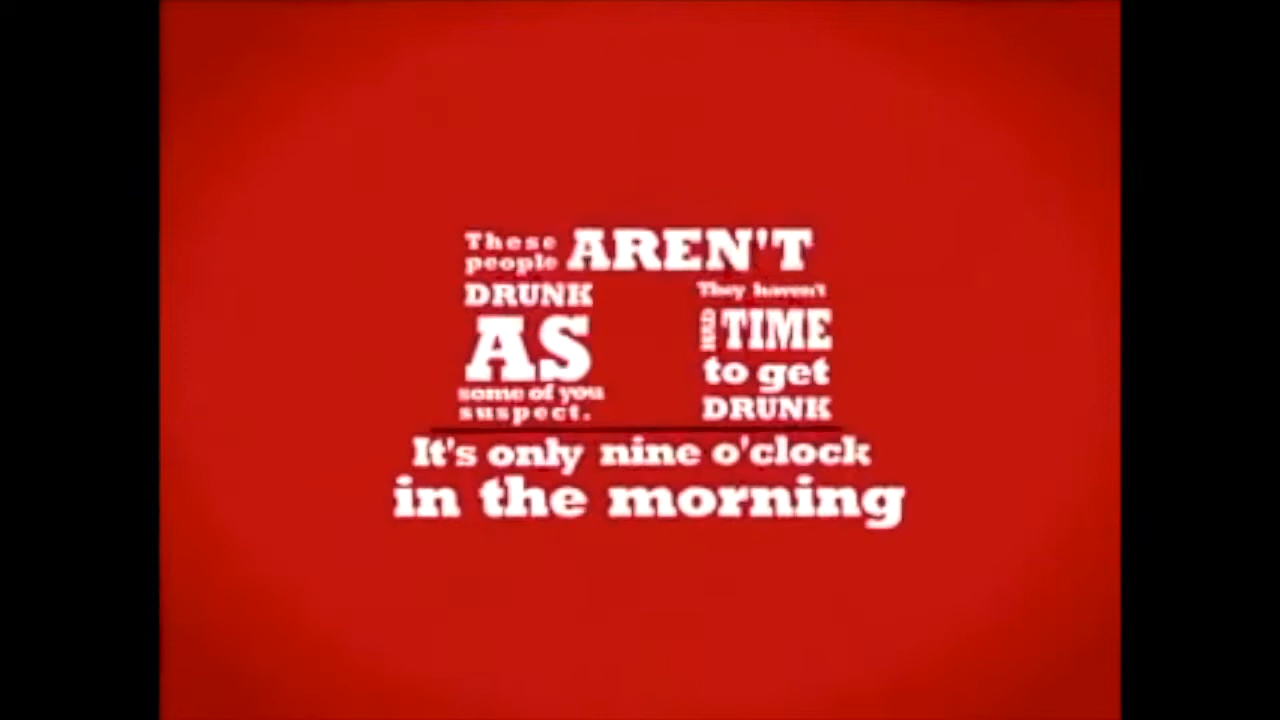 These
people AREN'T
DRUNK
AS
some of you
suspect.
They haven't
HAD TIME
to get
DRUNK
It's only nine o'clock
in the morning